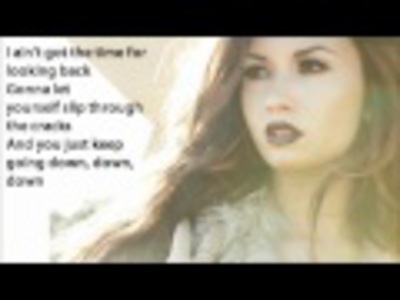 I ain't got the time for
looking back
Gonna let
yourself slip through
the cracks
And you just keep
going down, down,
down